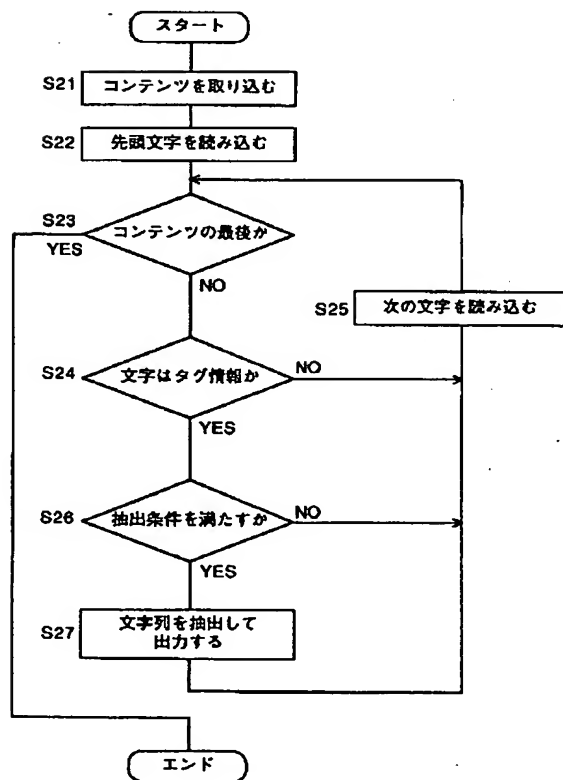 スタート
S21
コンテンツを取り込む
S22
先頭文字を読み込む
S23
コンテンツの最後か
YES
NO
S25
次の文字を読み込む
S24
文字はタグ情報か
NO
YES
S26
抽出条件を満たすか
NO
YES
S27
文字列を抽出して
出力する
エンド